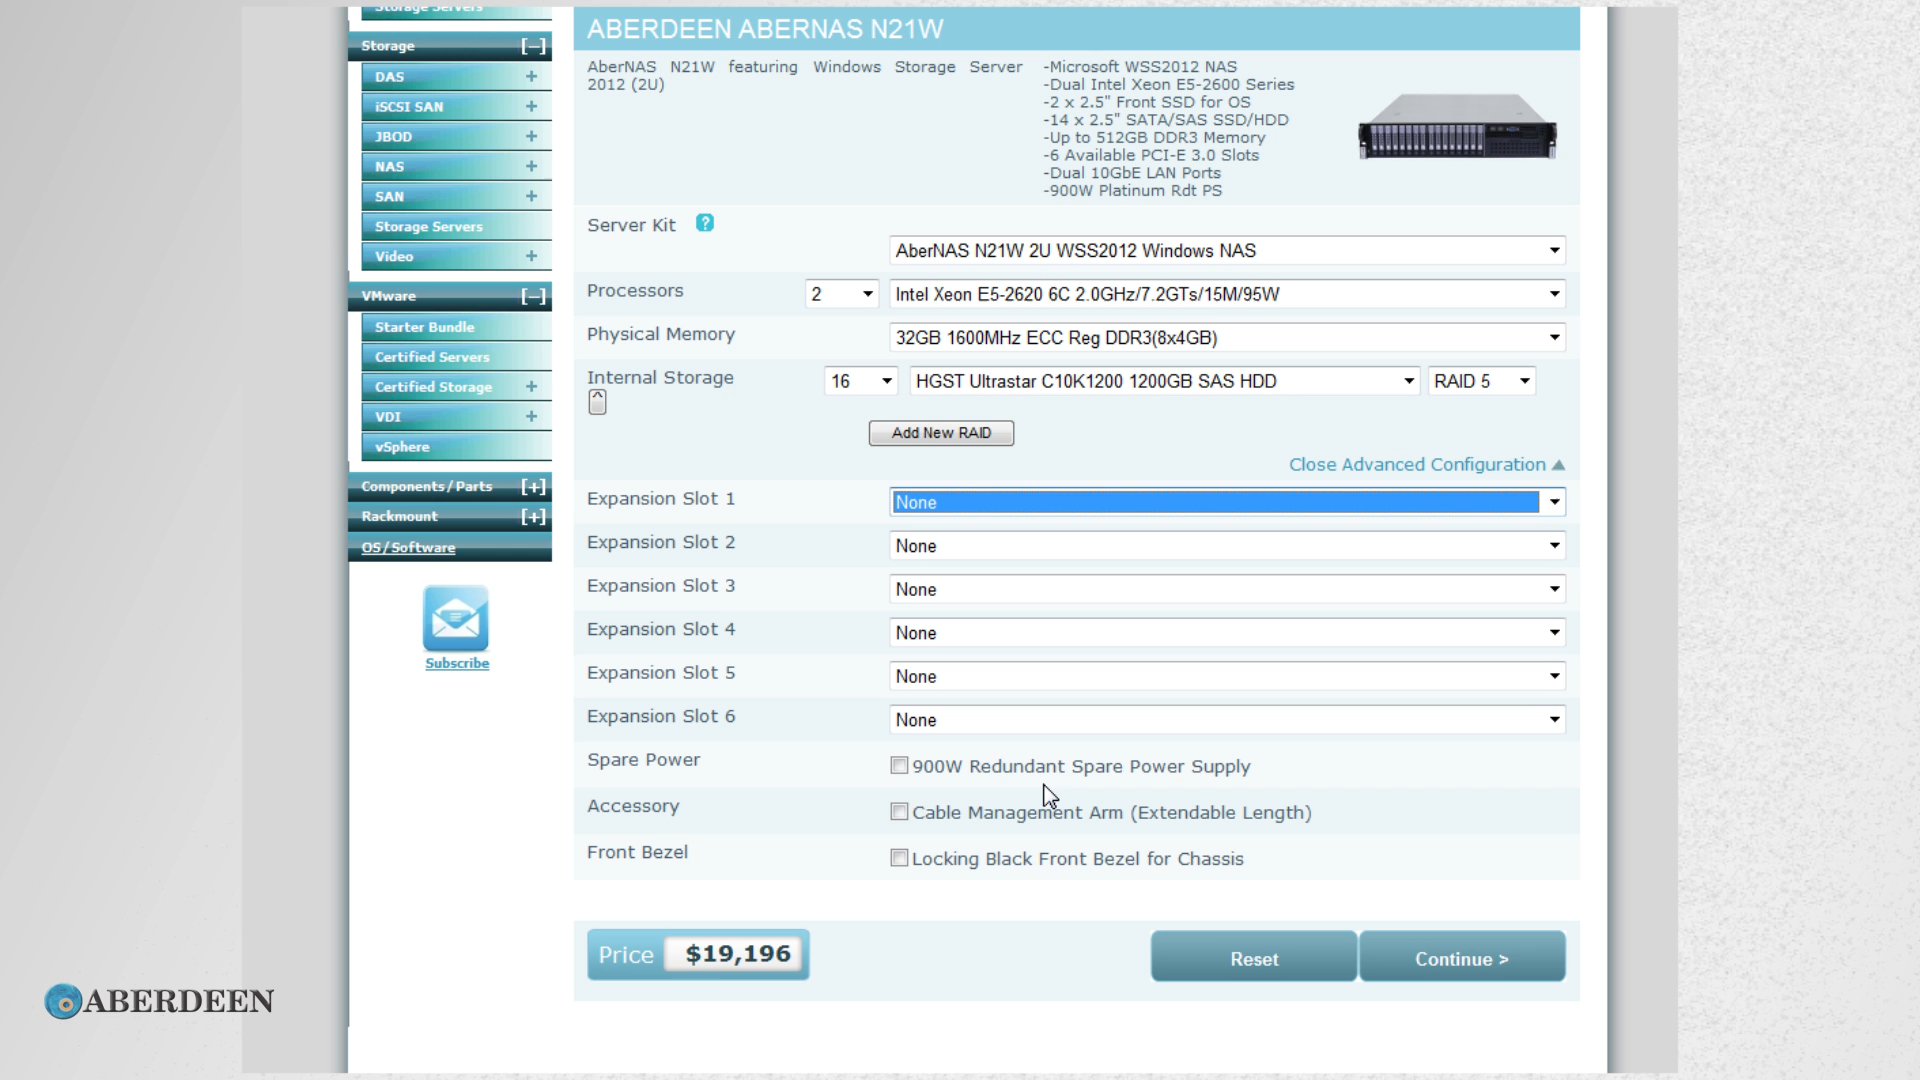 Storage Servers
Storage [—]
DAS +
iSCSI SAN +
JBOD +
NAS +
SAN +
Storage Servers
Video +
VMware [—]
Starter Bundle
Certified Servers
Certified Storage +
VDI +
vSphere
Components/Parts [+]
Rackmount [+]
OS/Software
Subscribe
ABERDEEN ABERNAS N21W
AberNAS N21W featuring Windows Storage Server
2012 (2U)
-Microsoft WSS2012 NAS
-Dual Intel Xeon E5-2600 Series
-2 x 2.5" Front SSD for OS
-14 x 2.5" SATA/SAS SSD/HDD
-Up to 512GB DDR3 Memory
-6 Available PCI-E 3.0 Slots
-Dual 10GbE LAN Ports
-900W Platinum Rdt PS
Server Kit ?
AberNAS N21W 2U WSS2012 Windows NAS
Processors 2 Intel Xeon E5-2620 6C 2.0GHz/7.2GTs/15M/95W
Physical Memory 32GB 1600MHz ECC Reg DDR3(8x4GB)
Internal Storage 16 HGST Ultrastar C10K1200 1200GB SAS HDD RAID 5
^
Add New RAID
Close Advanced Configuration
Expansion Slot 1 None
Expansion Slot 2 None
Expansion Slot 3 None
Expansion Slot 4 None
Expansion Slot 5 None
Expansion Slot 6 None
Spare Power 900W Redundant Spare Power Supply
Accessory Cable Management Arm (Extendable Length)
Front Bezel Locking Black Front Bezel for Chassis
Price $19,196 Reset Continue >
ABERDEEN